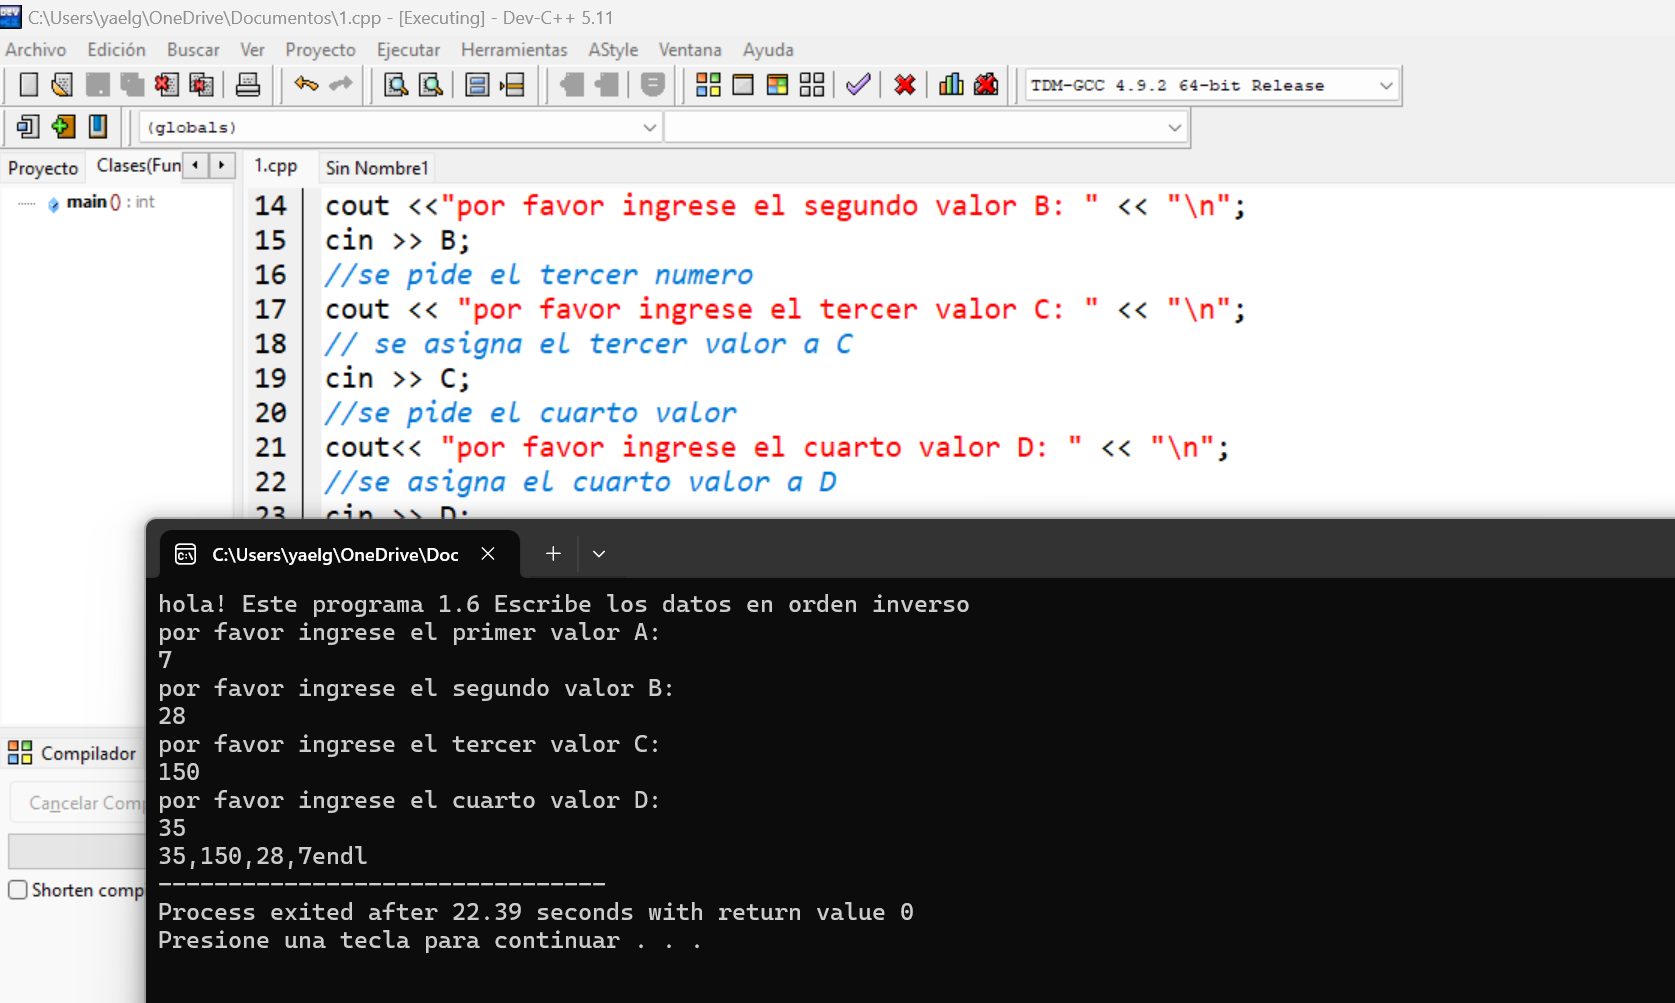 C:\Users\yaelg\OneDrive\Documentos\1.cpp - [Executing] - Dev-C++ 5.11
Archivo Edición Buscar Ver Proyecto Ejecutar Herramientas AStyle Ventana Ayuda
TDM-GCC 4.9.2 64-bit Release
(globals)
Proyecto Clases(Fun 1.cpp Sin Nombre1
main () : int
14 cout <<"por favor ingrese el segundo valor B: " << "\n";
15 cin >> B;
16 //se pide el tercer numero
17 cout << "por favor ingrese el tercer valor C: " << "\n";
18 // se asigna el tercer valor a C
19 cin >> C;
20 //se pide el cuarto valor
21 cout<< "por favor ingrese el cuarto valor D: " << "\n";
22 //se asigna el cuarto valor a D
23 cin >> D;
C:\Users\yaelg\OneDrive\Doc
hola! Este programa 1.6 Escribe los datos en orden inverso
por favor ingrese el primer valor A:
7
por favor ingrese el segundo valor B:
28
por favor ingrese el tercer valor C:
150
por favor ingrese el cuarto valor D:
35
35,150,28,7endl
--------------------------------
Process exited after 22.39 seconds with return value 0
Presione una tecla para continuar . . .
Compilador
Cancelar Comp
Shorten comp